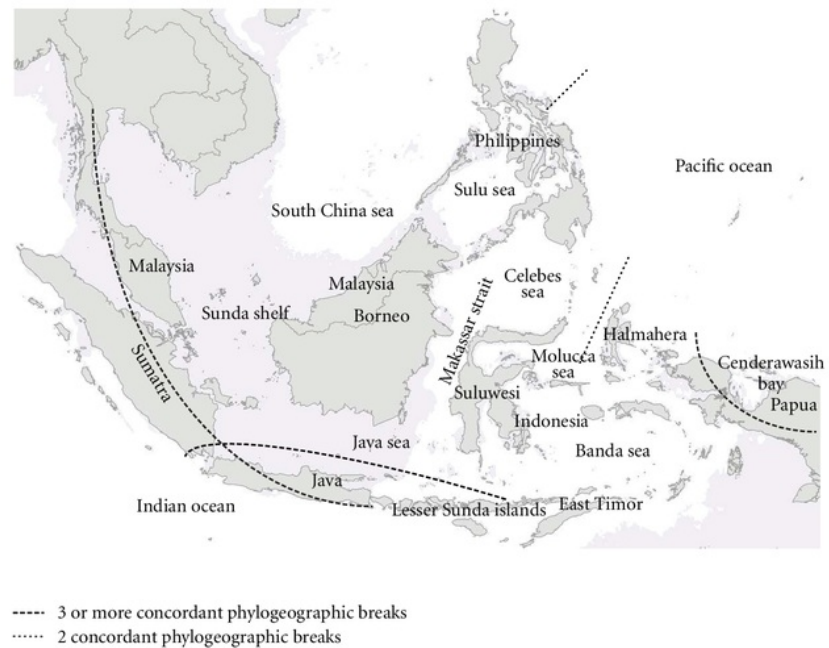 Philippines
Pacific ocean
Sulu sea
South China sea
Malaysia
Celebes
sea
Malaysia
Sunda shelf
Borneo
Makassar strait
Halmahera
Sumatra
Molucca
sea
Cenderawasih
bay
Papua
Suluwesi
Indonesia
Java sea
Banda sea
Java
Indian ocean
Lesser Sunda islands
East Timor
3 or more concordant phylogeographic breaks
2 concordant phylogeographic breaks